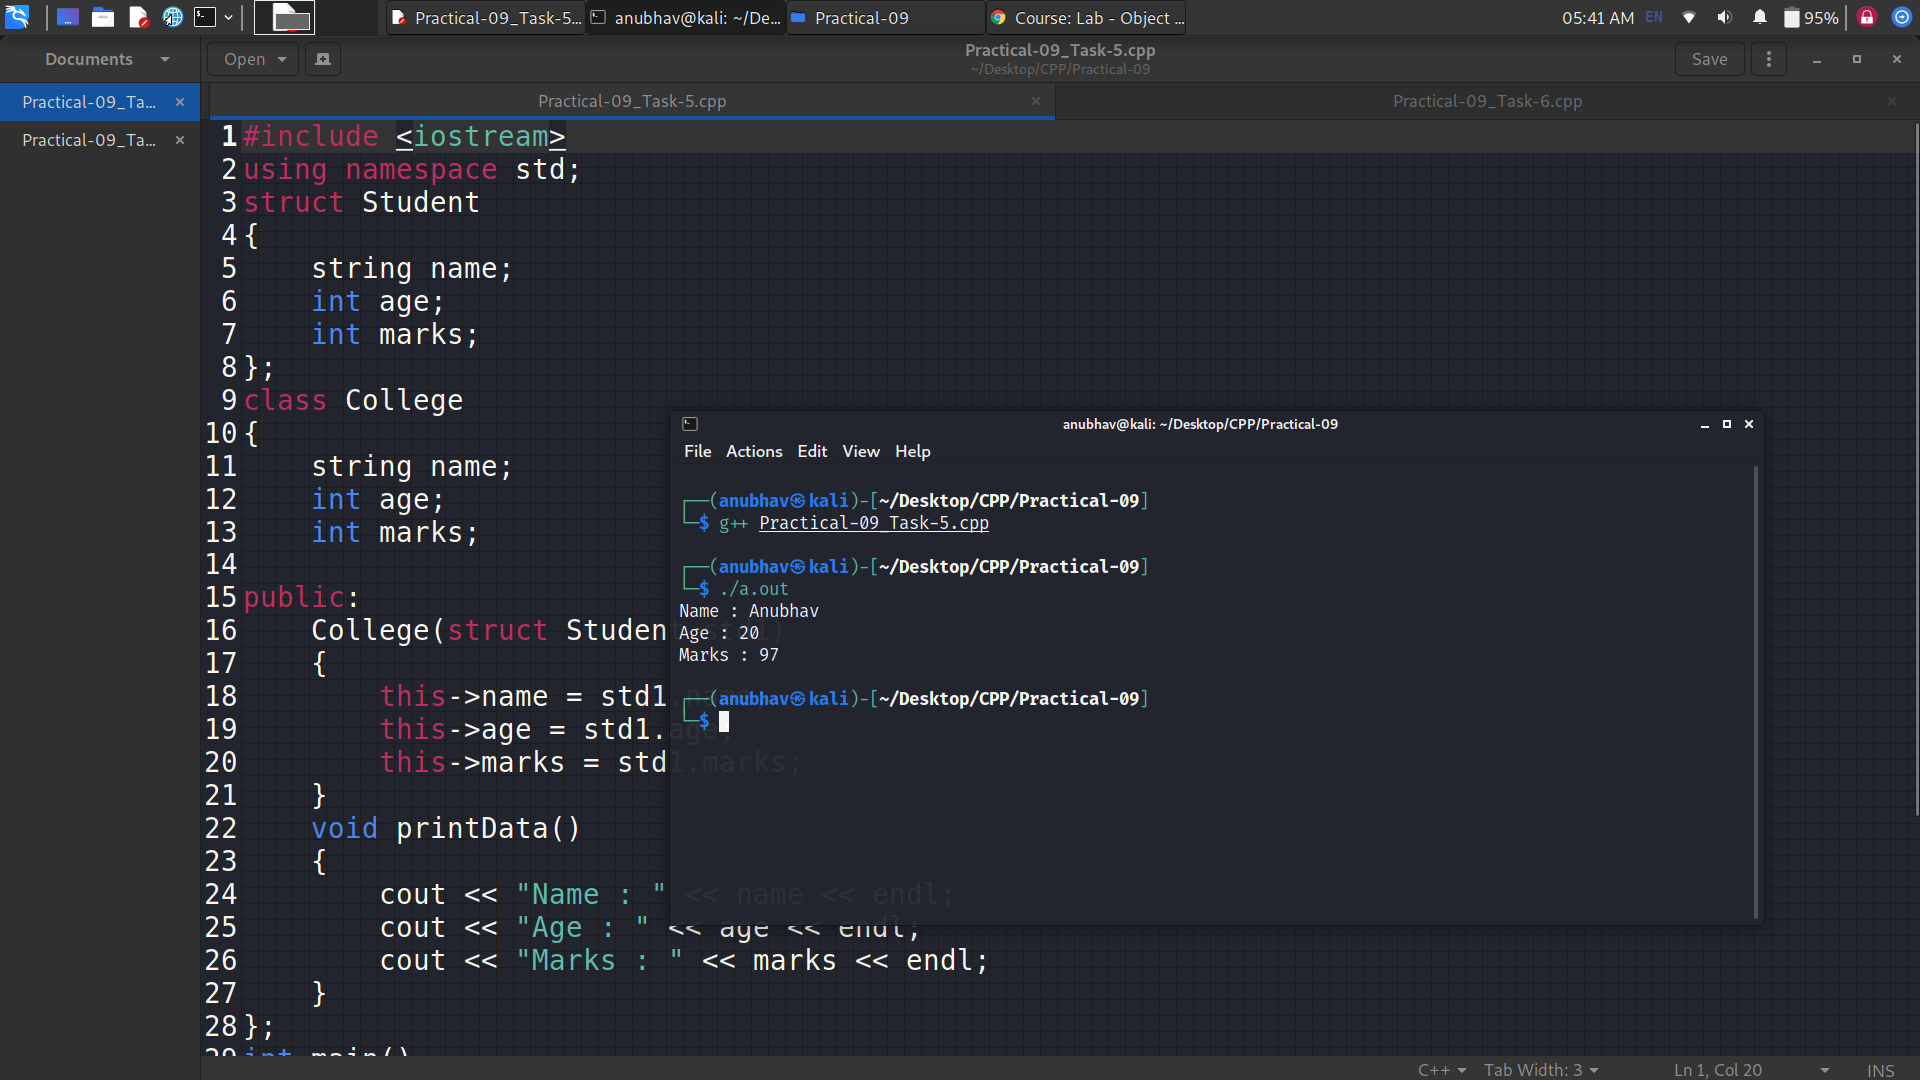 Practical-09_Task-5...
anubhav@kali: ~/De...
Practical-09
Course: Lab - Object ...
05:41 AM
EN
95%
Documents
Open
Practical-09_Task-5.cpp
~/Desktop/CPP/Practical-09
Save
Practical-09_Ta...
Practical-09_Ta...
Practical-09_Task-5.cpp
Practical-09_Task-6.cpp
1 #include <iostream>
2 using namespace std;
3 struct Student
4 {
5 string name;
6 int age;
7 int marks;
8 };
9 class College
10 {
11 string name;
12 int age;
13 int marks;
14
15 public:
16 College(struct Student std1)
17 {
18 this->name = std1.name;
19 this->age = std1.age;
20 this->marks = std1.marks;
21 }
22 void printData()
23 {
24 cout << "Name : " << name << endl;
25 cout << "Age : " << age << endl;
26 cout << "Marks : " << marks << endl;
27 }
28 };
29 int main()
anubhav@kali: ~/Desktop/CPP/Practical-09
File Actions Edit View Help
┌──(anubhav㉿kali)-[~/Desktop/CPP/Practical-09]
└─$ g++ Practical-09_Task-5.cpp
┌──(anubhav㉿kali)-[~/Desktop/CPP/Practical-09]
└─$ ./a.out
Name : Anubhav
Age : 20
Marks : 97
┌──(anubhav㉿kali)-[~/Desktop/CPP/Practical-09]
└─$
C++
Tab Width: 3
Ln 1, Col 20
INS